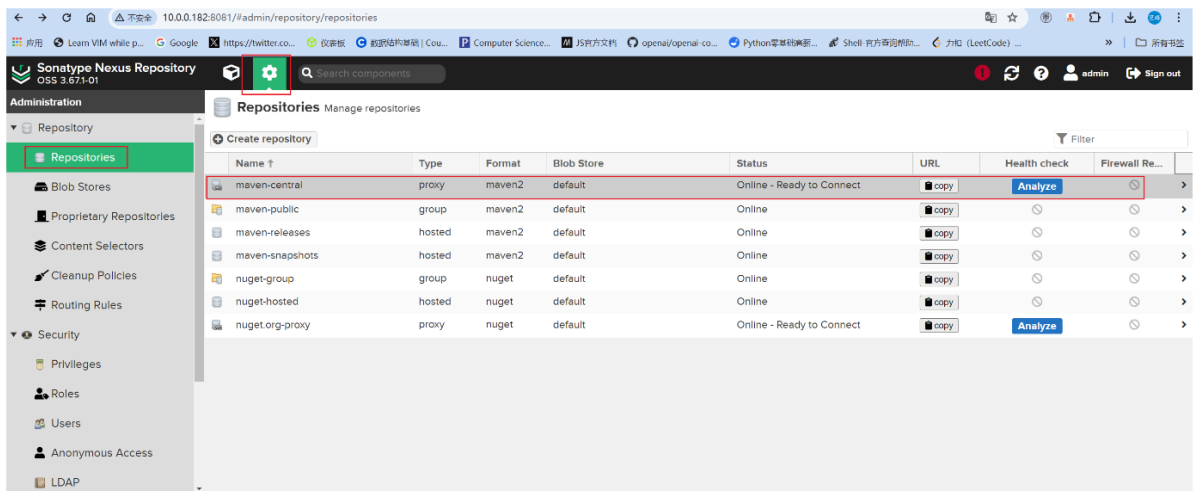 不安全 10.0.0.182:8081/#admin/repository/repositories
应用 Learn VIM while p... Google https://twitter.co... 仪表板 数据结构基础 | Cou... Computer Science... JS官方文档 openai/openai-co... Python零基础 Shell-官方查词帮助... 力扣 (LeetCode) ... » 所有书签
Sonatype Nexus Repository
OSS 3.67.1-01
Search components
admin Sign out
Administration
Repositories Manage repositories
Repository
Repositories
Blob Stores
Proprietary Repositories
Content Selectors
Cleanup Policies
Routing Rules
Security
Privileges
Roles
Users
Anonymous Access
LDAP
Create repository
Filter
Name Type Format Blob Store Status URL Health check Firewall Re...
maven-central proxy maven2 default Online - Ready to Connect copy Analyze
maven-public group maven2 default Online copy
maven-releases hosted maven2 default Online copy
maven-snapshots hosted maven2 default Online copy
nuget-group group nuget default Online copy
nuget-hosted hosted nuget default Online copy
nuget.org-proxy proxy nuget default Online - Ready to Connect copy Analyze